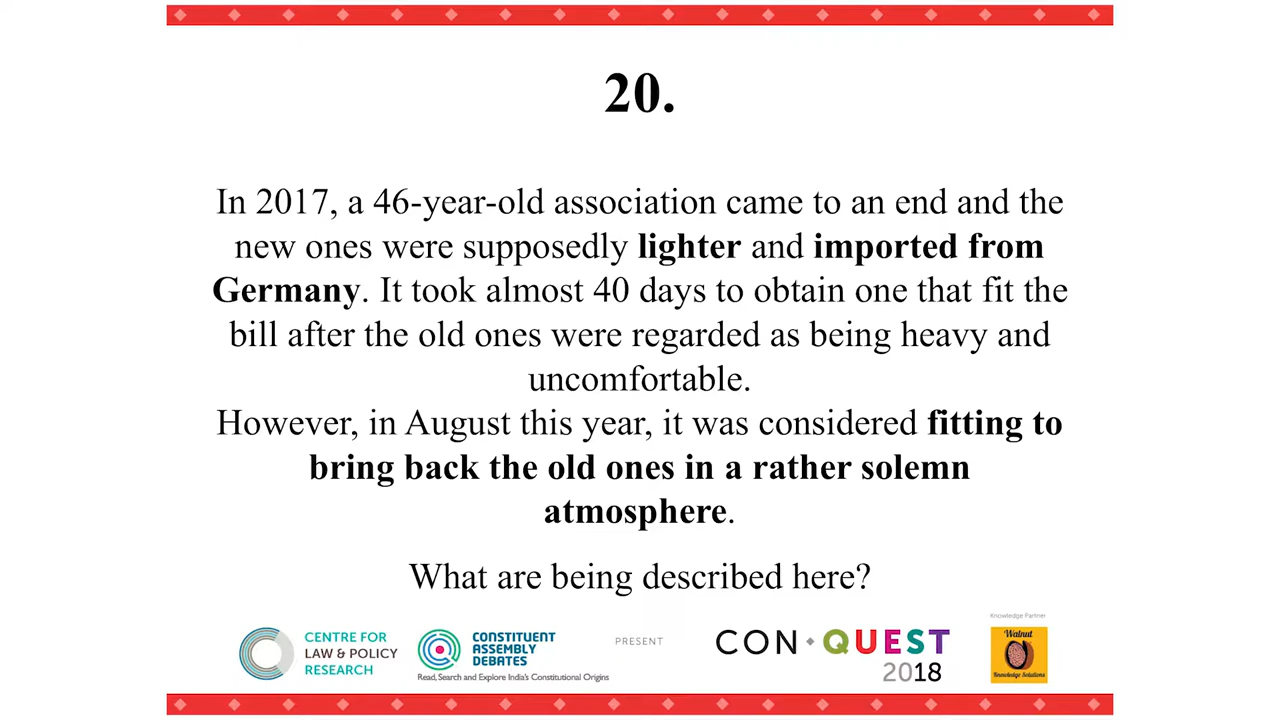 20.
In 2017, a 46-year-old association came to an end and the
new ones were supposedly lighter and imported from
Germany. It took almost 40 days to obtain one that fit the
bill after the old ones were regarded as being heavy and
uncomfortable.
However, in August this year, it was considered fitting to
bring back the old ones in a rather solemn
atmosphere.
What are being described here?
CENTRE FOR
LAW & POLICY
RESEARCH
CONSTITUENT
ASSEMBLY
DEBATES
Read, Search and Explore India's Constitutional Origins
PRESENT
CON QUEST
2018
Knowledge Partner
Walnut
Knowledge Solutions